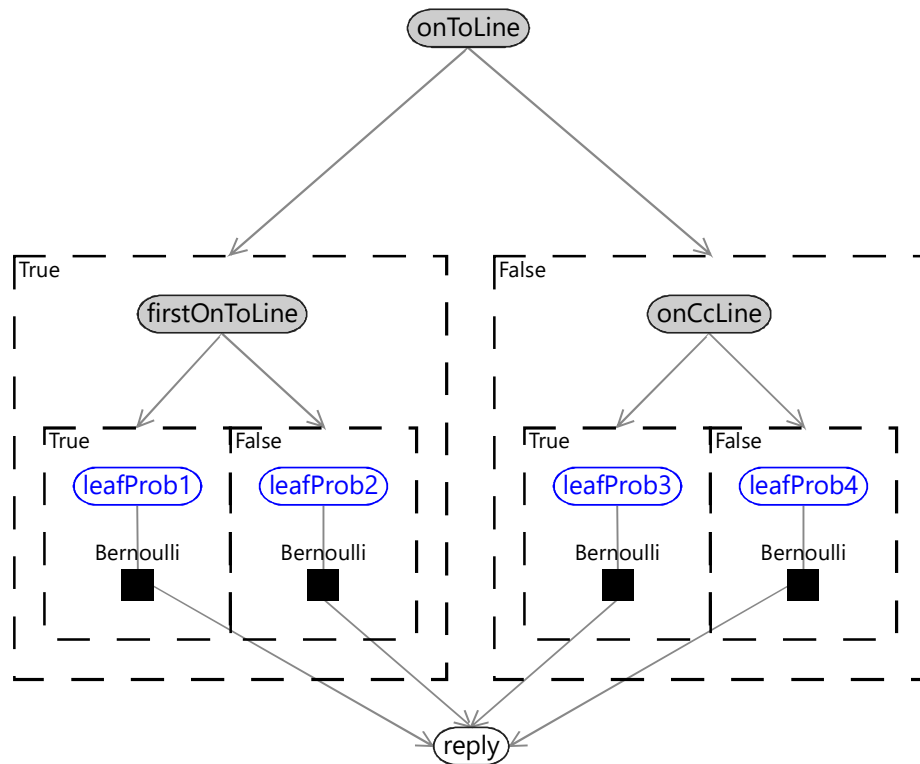 onToLine
True
False
firstOnToLine
onCcLine
True
False
True
False
leafProb1
leafProb2
leafProb3
leafProb4
Bernoulli
Bernoulli
Bernoulli
Bernoulli
reply